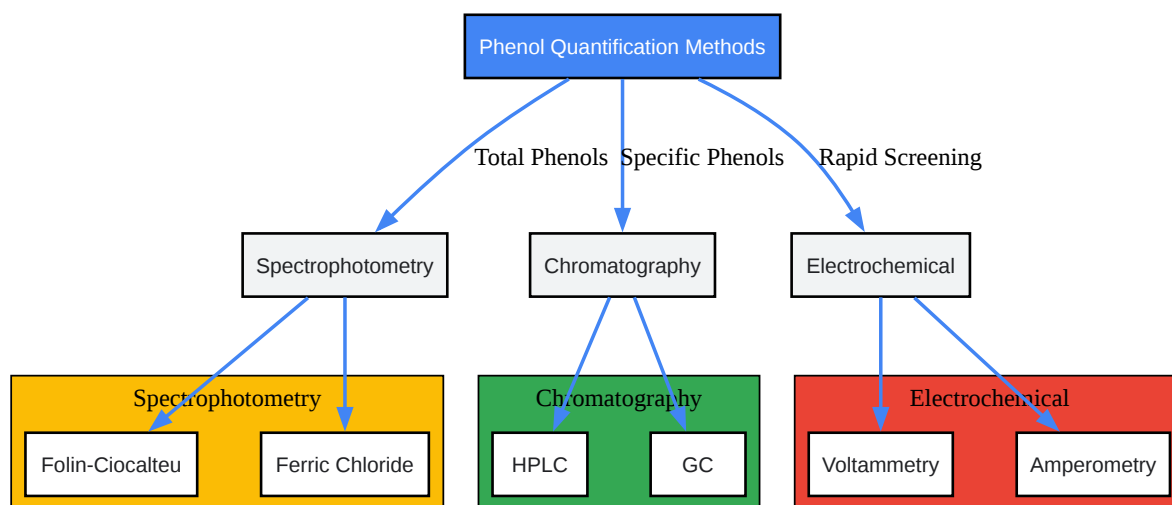 Phenol Quantification Methods
Total Phenols
Specific Phenols
Rapid Screening
Spectrophotometry
Chromatography
Electrochemical
Spectrophotometry
Chromatography
Electrochemical
Folin-Ciocalteu
Ferric Chloride
HPLC
GC
Voltammetry
Amperometry